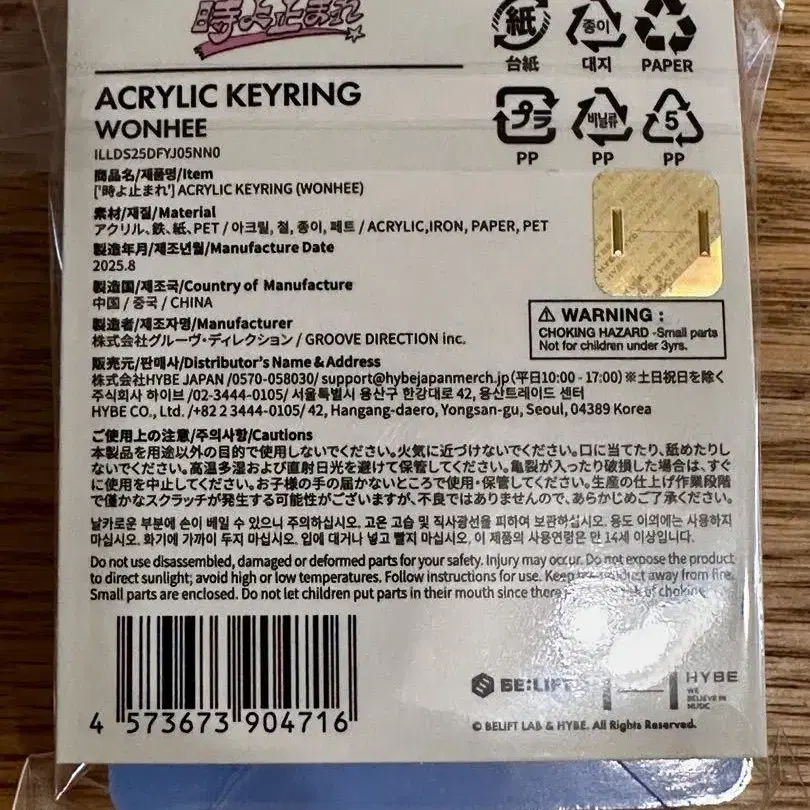 時よ止まれ
紙
종이
台紙
대지
PAPER
プラ
비닐류
5
PP
PP
PP
ACRYLIC KEYRING
WONHEE
ILLDS25DFYJ05NN0
商品名/제품명/Item
['時よ止まれ'] ACRYLIC KEYRING (WONHEE)
素材/재질/Material
アクリル、鉄、紙、PET / 아크릴, 철, 종이, 페트 / ACRYLIC,IRON, PAPER, PET
製造年月/제조년월/Manufacture Date
2025.8
製造国/제조국/Country of Manufacture
中国 / 중국 / CHINA
製造者/제조자명/Manufacturer
株式会社グルーヴ・ディレクション / GROOVE DIRECTION inc.
⚠ WARNING :
CHOKING HAZARD -Small parts
Not for children under 3yrs.
販売元/판매사/Distributor's Name & Address
株式会社HYBE JAPAN /0570-058030/ support@hybejapanmerch.jp (平日10:00 - 17:00) ※土日祝日を除く
주식회사 하이브 /02-3444-0105/ 서울특별시 용산구 한강대로 42, 용산트레이드 센터
HYBE CO., Ltd. /+82 2 3444-0105/ 42, Hangang-daero, Yongsan-gu, Seoul, 04389 Korea
ご使用上の注意/주의사항/Cautions
本製品を用途以外の目的で使用しないでください。火気に近づけないでください。口に当てたり、舐めたりし
ないでください。高温多湿および直射日光を避けて保管してください。亀裂が入ったり破損した場合は、すぐ
に使用を中止してください。お子様の手の届かないところで使用・保管してください。生産の仕上げ作業段階
で僅かなスクラッチが発生する可能性がございますが、不良ではありませんので、あらかじめご了承ください。
날카로운 부분에 손이 베일 수 있으니 주의하십시오. 고온 고습 및 직사광선을 피하여 보관하십시오. 용도 이외에는 사용하지
마십시오. 화기에 가까이 두지 마십시오. 입에 대거나 넣고 빨지 마십시오. 이 제품의 사용연령은 만 14세 이상입니다.
Do not use disassembled, damaged or deformed parts for your safety. Injury may occur. Do not expose the product
to direct sunlight; avoid high or low temperatures. Follow instructions for use. Keep product away from fire.
Small parts are enclosed. Do not let children put parts in their mouth since there of choking
4 573673 904716
BE:LIFT
HYBE
WE
BELIEVE IN
MUSIC
© BELIFT LAB & HYBE. All Rights Reserved.